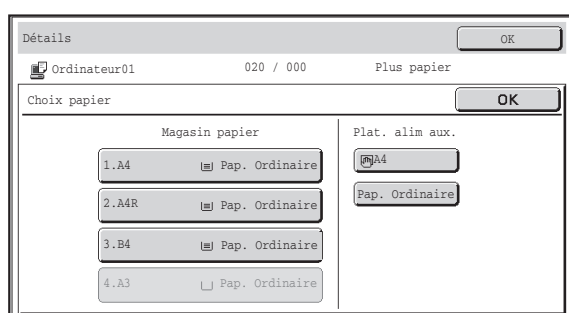 Détails OK
Ordinateur01 020 / 000 Plus papier
Choix papier OK
Magasin papier Plat. alim aux.
1.A4 Pap. Ordinaire A4
2.A4R Pap. Ordinaire Pap. Ordinaire
3.B4 Pap. Ordinaire
4.A3 Pap. Ordinaire